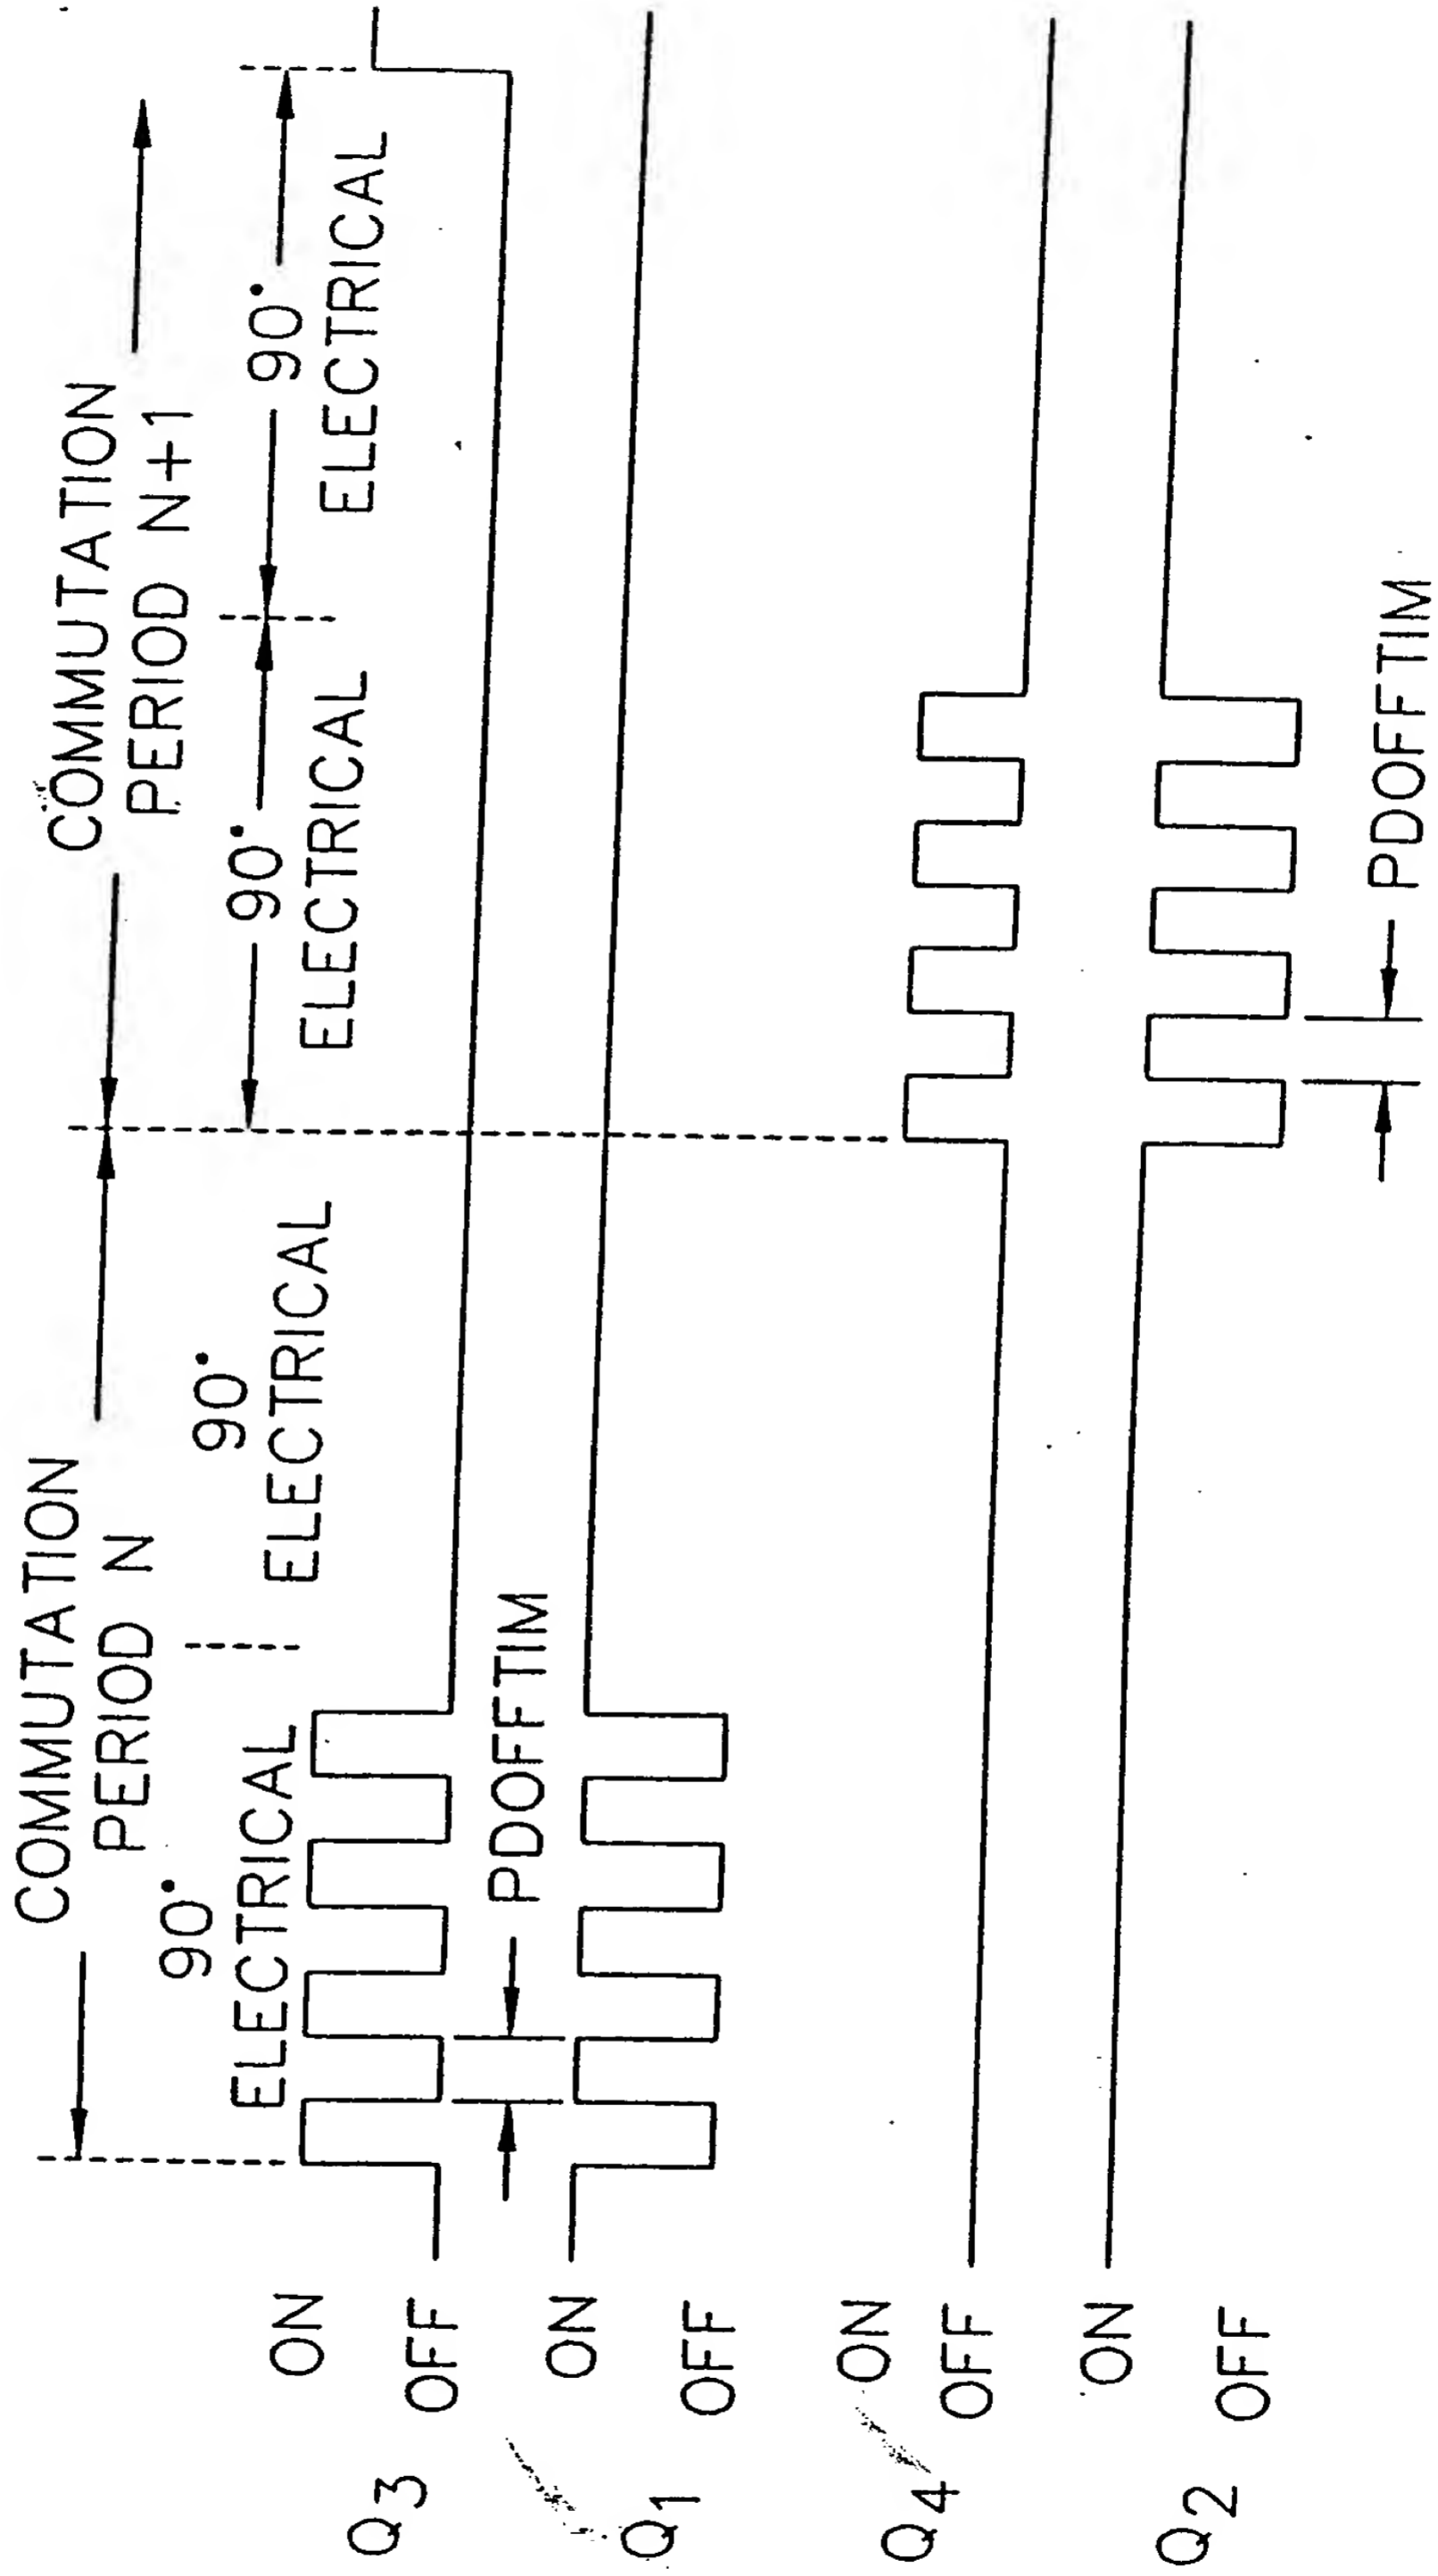 COMMUTATION
PERIOD N
COMMUTATION
PERIOD N+1
90°
ELECTRICAL
90°
ELECTRICAL
90°
ELECTRICAL
90°
ELECTRICAL
Q3
ON
OFF
PDOFFTIM
Q1
ON
OFF
Q4
ON
OFF
Q2
ON
OFF
PDOFFTIM